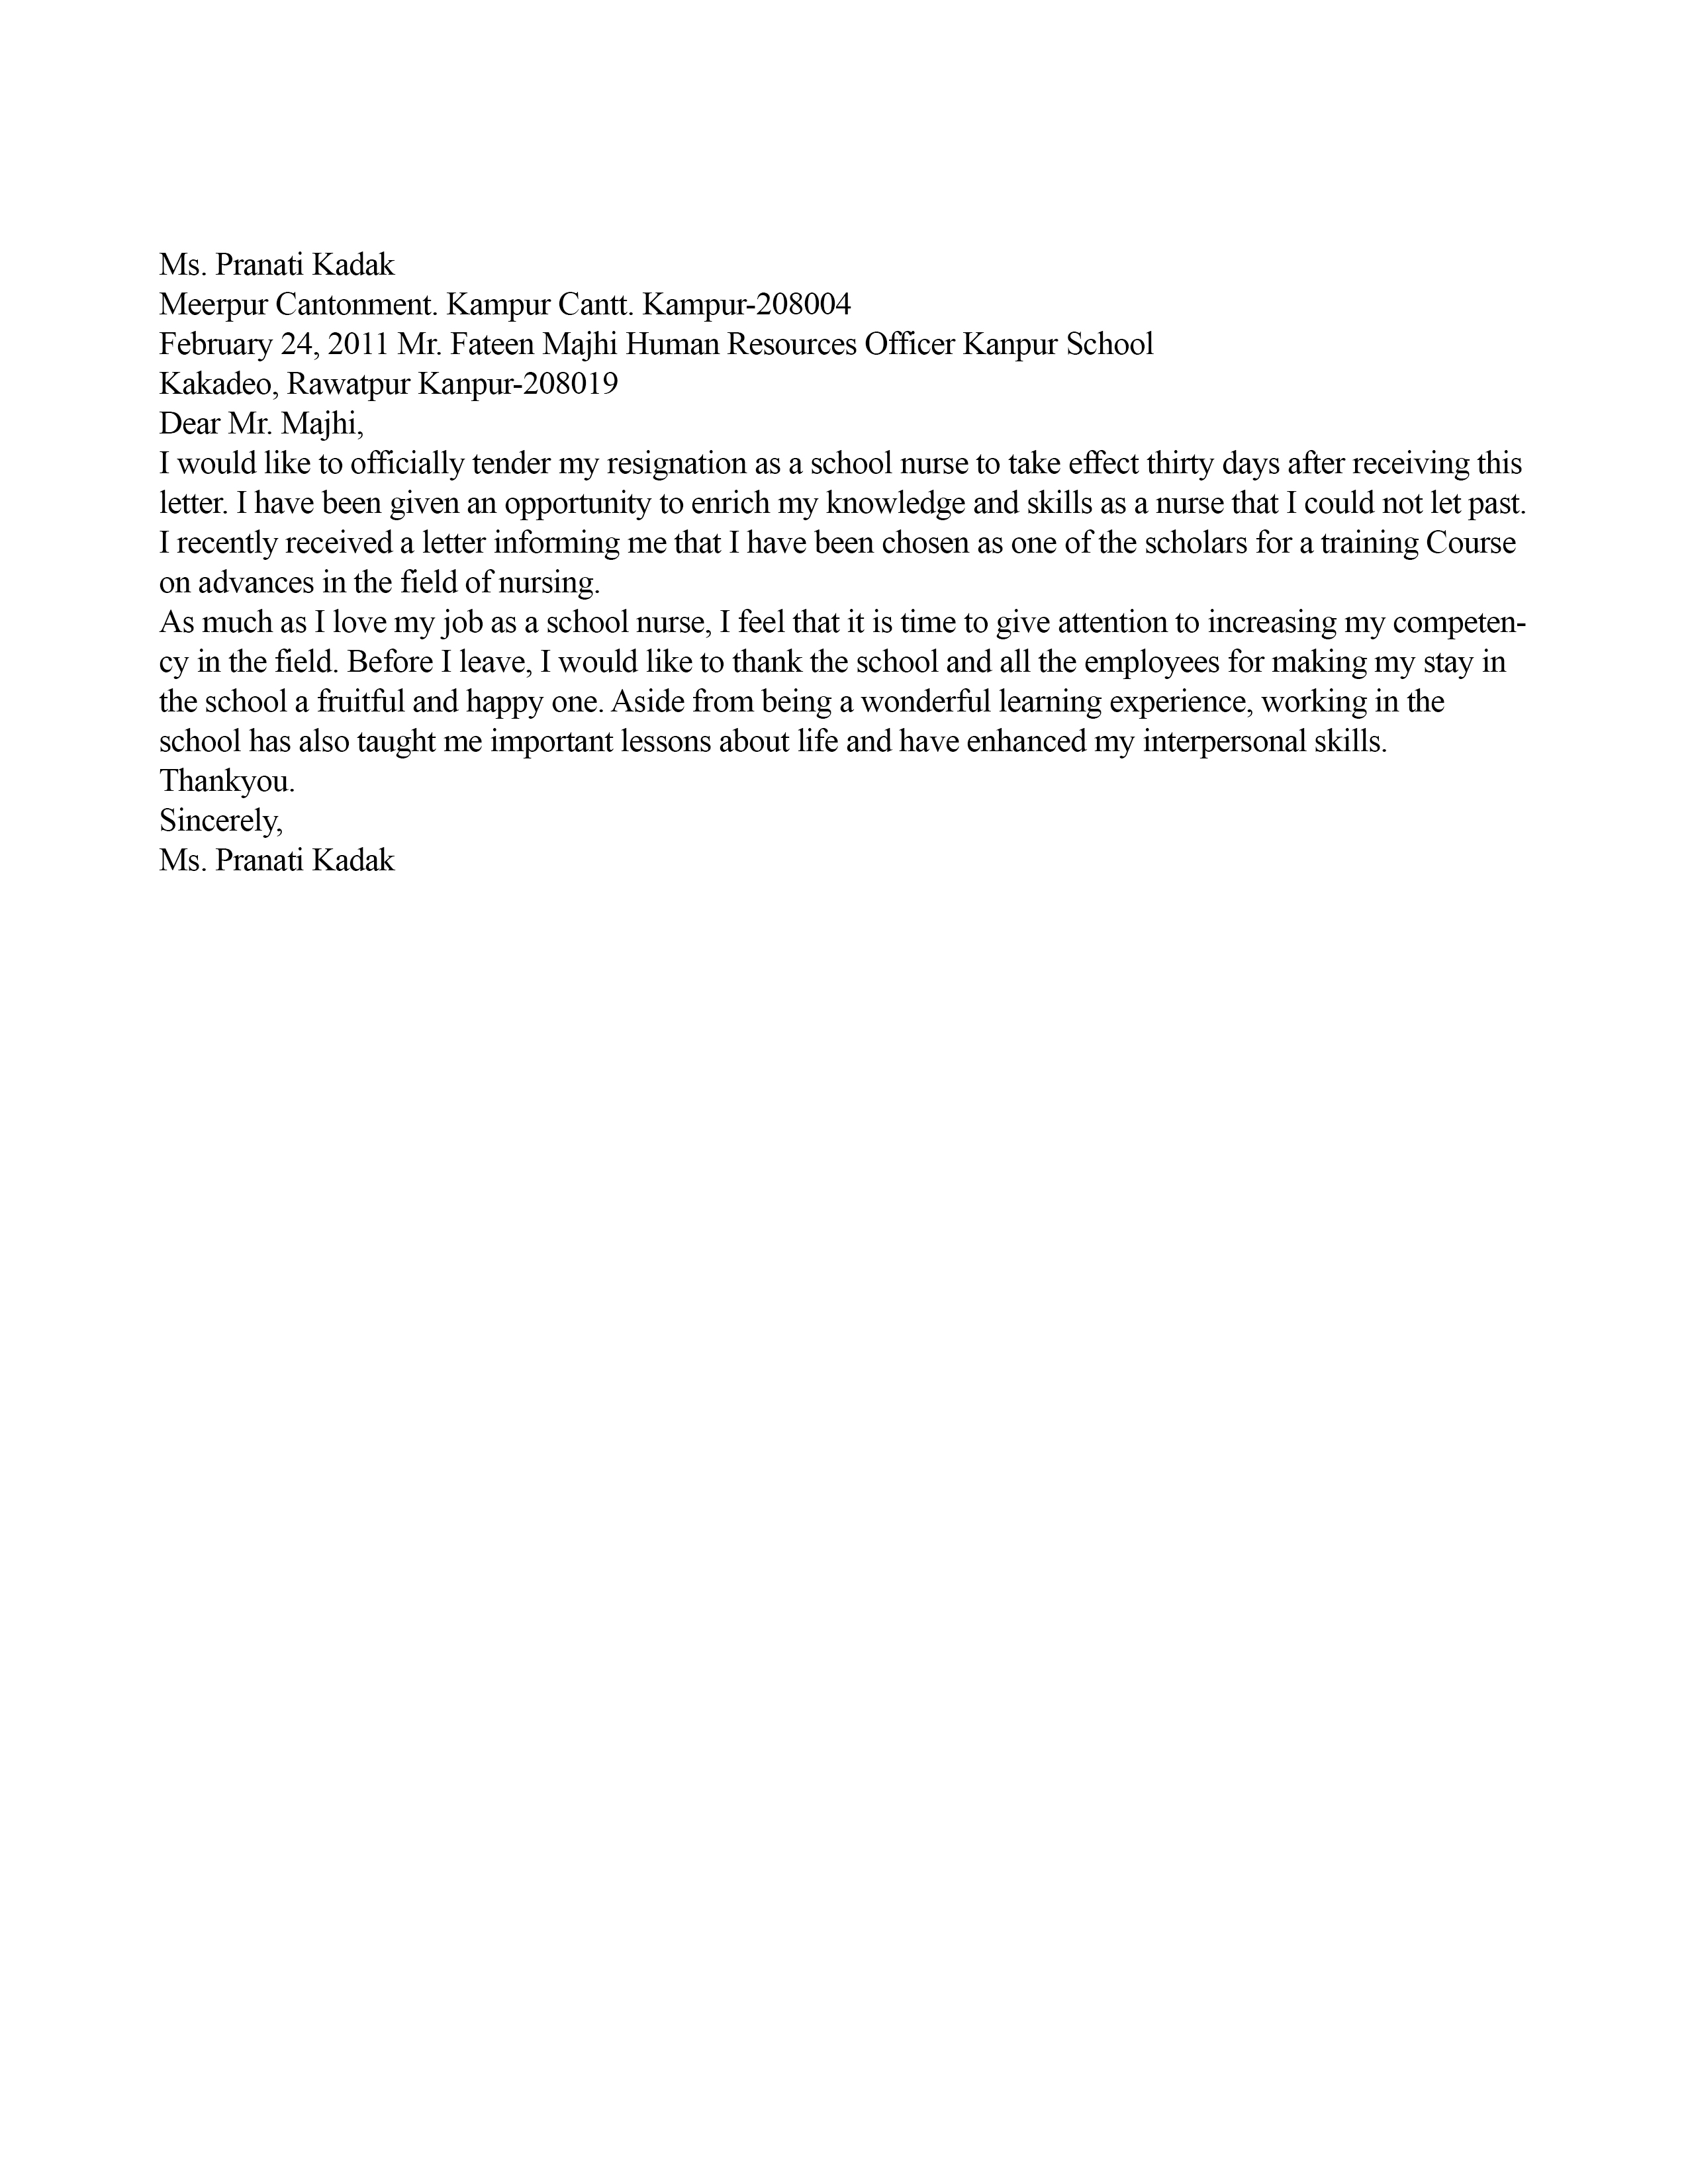 Ms. Pranati Kadak
Meerpur Cantonment. Kampur Cantt. Kampur-208004
February 24, 2011 Mr. Fateen Majhi Human Resources Officer Kanpur School
Kakadeo, Rawatpur Kanpur-208019
Dear Mr. Majhi,
I would like to officially tender my resignation as a school nurse to take effect thirty days after receiving this
letter. I have been given an opportunity to enrich my knowledge and skills as a nurse that I could not let past.
I recently received a letter informing me that I have been chosen as one of the scholars for a training Course
on advances in the field of nursing.
As much as I love my job as a school nurse, I feel that it is time to give attention to increasing my competen-
cy in the field. Before I leave, I would like to thank the school and all the employees for making my stay in
the school a fruitful and happy one. Aside from being a wonderful learning experience, working in the
school has also taught me important lessons about life and have enhanced my interpersonal skills.
Thankyou.
Sincerely,
Ms. Pranati Kadak